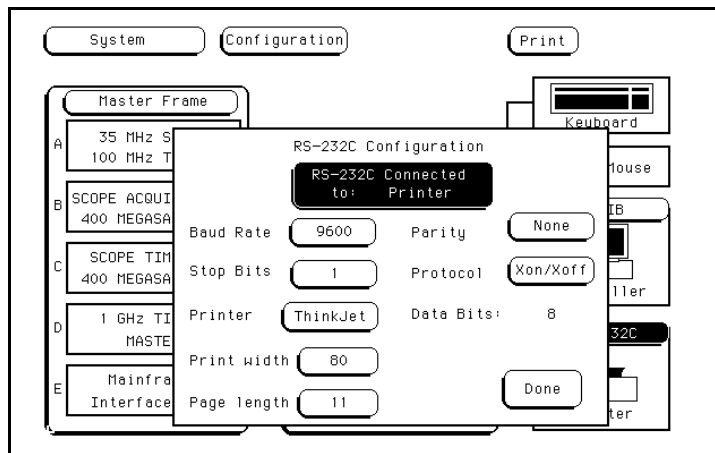 System Configuration Print
Master Frame
Keyboard
A 35 MHz S
100 MHz T
Mouse
B SCOPE ACQUI
400 MEGASA
IB
C SCOPE TIM
400 MEGASA
ller
D 1 GHz TI
MASTE
32C
E Mainfra
Interface
ter
RS-232C Configuration
RS-232C Connected
to: Printer
Baud Rate 9600 Parity None
Stop Bits 1 Protocol Xon/Xoff
Printer ThinkJet Data Bits: 8
Print width 80
Page length 11
Done